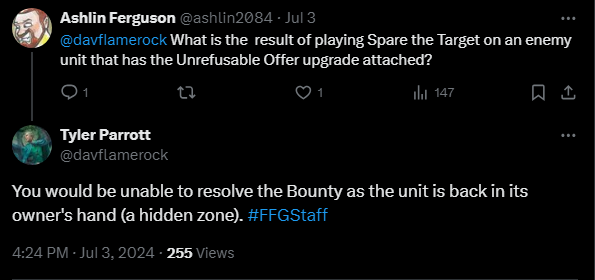 Ashlin Ferguson @ashlin2084 · Jul 3
@davflamerock What is the result of playing Spare the Target on an enemy
unit that has the Unrefusable Offer upgrade attached?
1 1 147
Tyler Parrott
@davflamerock
You would be unable to resolve the Bounty as the unit is back in its
owner's hand (a hidden zone). #FFGStaff
4:24 PM · Jul 3, 2024 · 255 Views